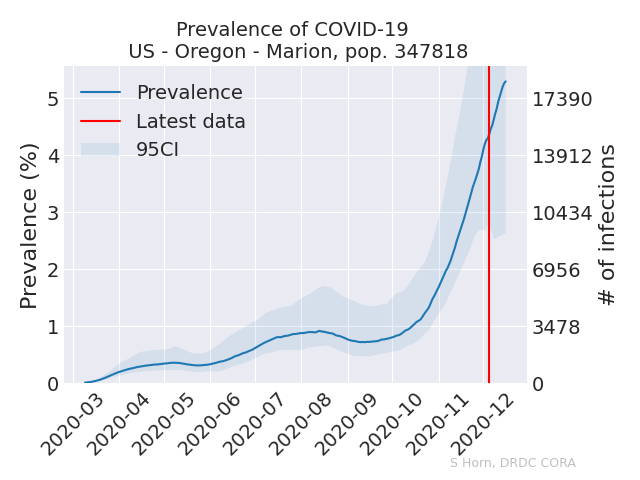 Prevalence of COVID-19
US - Oregon - Marion, pop. 347818
Prevalence
Latest data
95CI
Prevalence (%)
5
4
3
2
1
0
17390
13912
10434
6956
3478
0
# of infections
2020-03
2020-04
2020-05
2020-06
2020-07
2020-08
2020-09
2020-10
2020-11
2020-12
S Horn, DRDC CORA